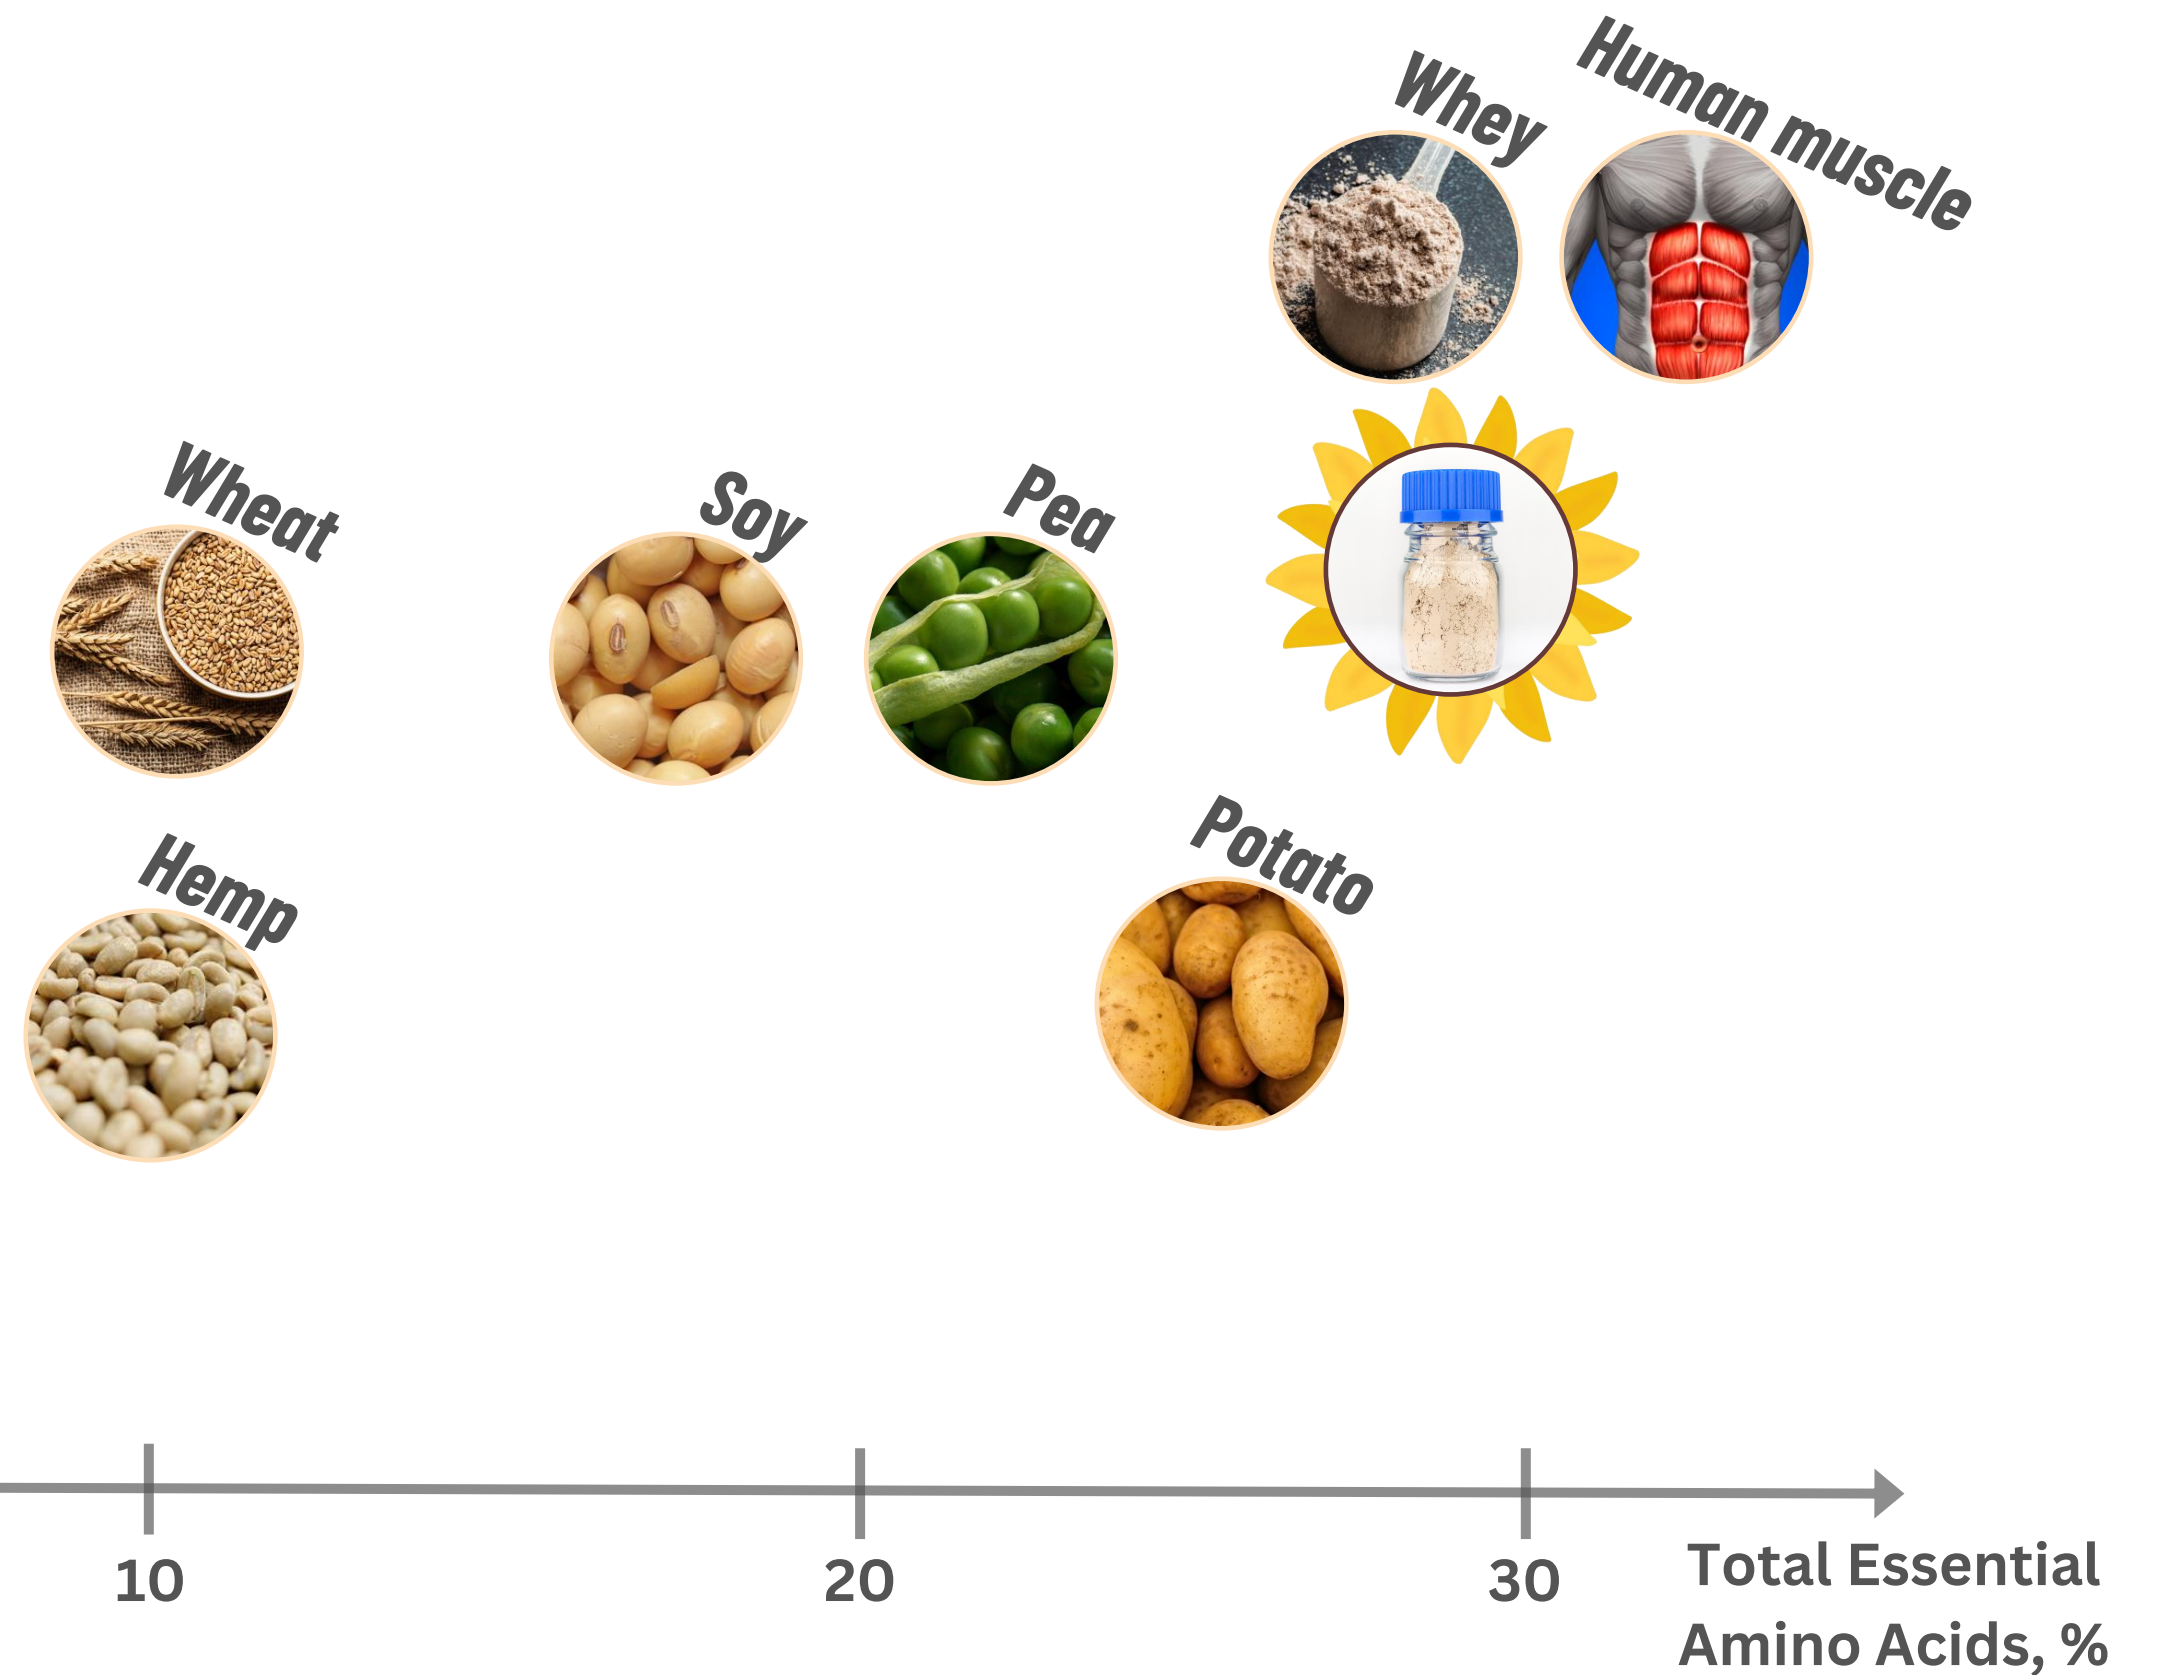 Human muscle
Whey
Wheat
Soy
Pea
Potato
Hemp
10
20
30
Total Essential
Amino Acids, %